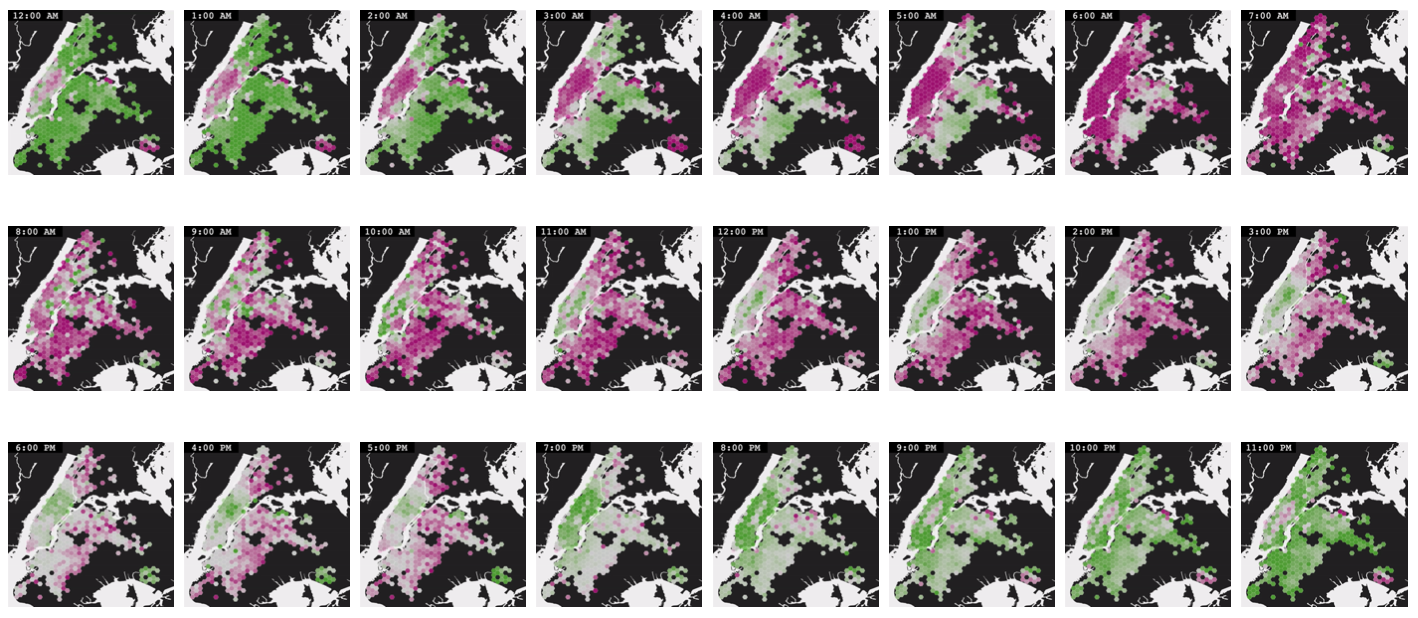 12:00 AM
1:00 AM
2:00 AM
3:00 AM
4:00 AM
5:00 AM
6:00 AM
7:00 AM
8:00 AM
9:00 AM
10:00 AM
11:00 AM
12:00 PM
1:00 PM
2:00 PM
3:00 PM
6:00 PM
4:00 PM
5:00 PM
7:00 PM
8:00 PM
9:00 PM
10:00 PM
11:00 PM